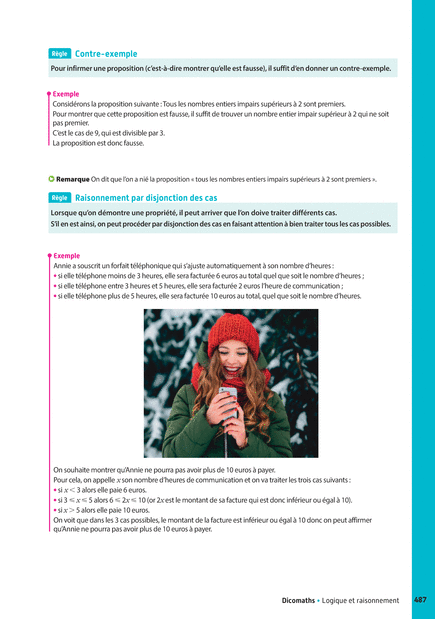 Règle Contre-exemple
Pour infirmer une proposition (c'est-à-dire montrer qu'elle est fausse), il suffit d'en donner un contre-exemple.
Exemple
Considérons la proposition suivante : Tous les nombres entiers impairs supérieurs à 2 sont premiers.
Pour montrer que cette proposition est fausse, il suffit de trouver un nombre entier impair supérieur à 2 qui ne soit
pas premier.
C'est le cas de 9, qui est divisible par 3.
La proposition est donc fausse.
Remarque On dit que l'on a nié la proposition « tous les nombres entiers impairs supérieurs à 2 sont premiers ».
Règle Raisonnement par disjonction des cas
Lorsque qu'on démontre une propriété, il peut arriver que l'on doive traiter différents cas.
S'il en est ainsi, on peut procéder par disjonction des cas en faisant attention à bien traiter tous les cas possibles.
Exemple
Annie a souscrit un forfait téléphonique qui s'ajuste automatiquement à son nombre d'heures :
• si elle téléphone moins de 3 heures, elle sera facturée 6 euros au total quel que soit le nombre d'heures ;
• si elle téléphone entre 3 heures et 5 heures, elle sera facturée 2 euros l'heure de communication ;
• si elle téléphone plus de 5 heures, elle sera facturée 10 euros au total, quel que soit le nombre d'heures.
On souhaite montrer qu'Annie ne pourra pas avoir plus de 10 euros à payer.
Pour cela, on appelle x son nombre d'heures de communication et on va traiter les trois cas suivants :
• si x < 3 alors elle paie 6 euros.
• si 3 ⩽ x ⩽ 5 alors 6 ⩽ 2x ⩽ 10 (or 2x est le montant de sa facture qui est donc inférieur ou égal à 10).
• si x > 5 alors elle paie 10 euros.
On voit que dans les 3 cas possibles, le montant de la facture est inférieur ou égal à 10 donc on peut affirmer
qu'Annie ne pourra pas avoir plus de 10 euros à payer.
Dicomaths • Logique et raisonnement 487